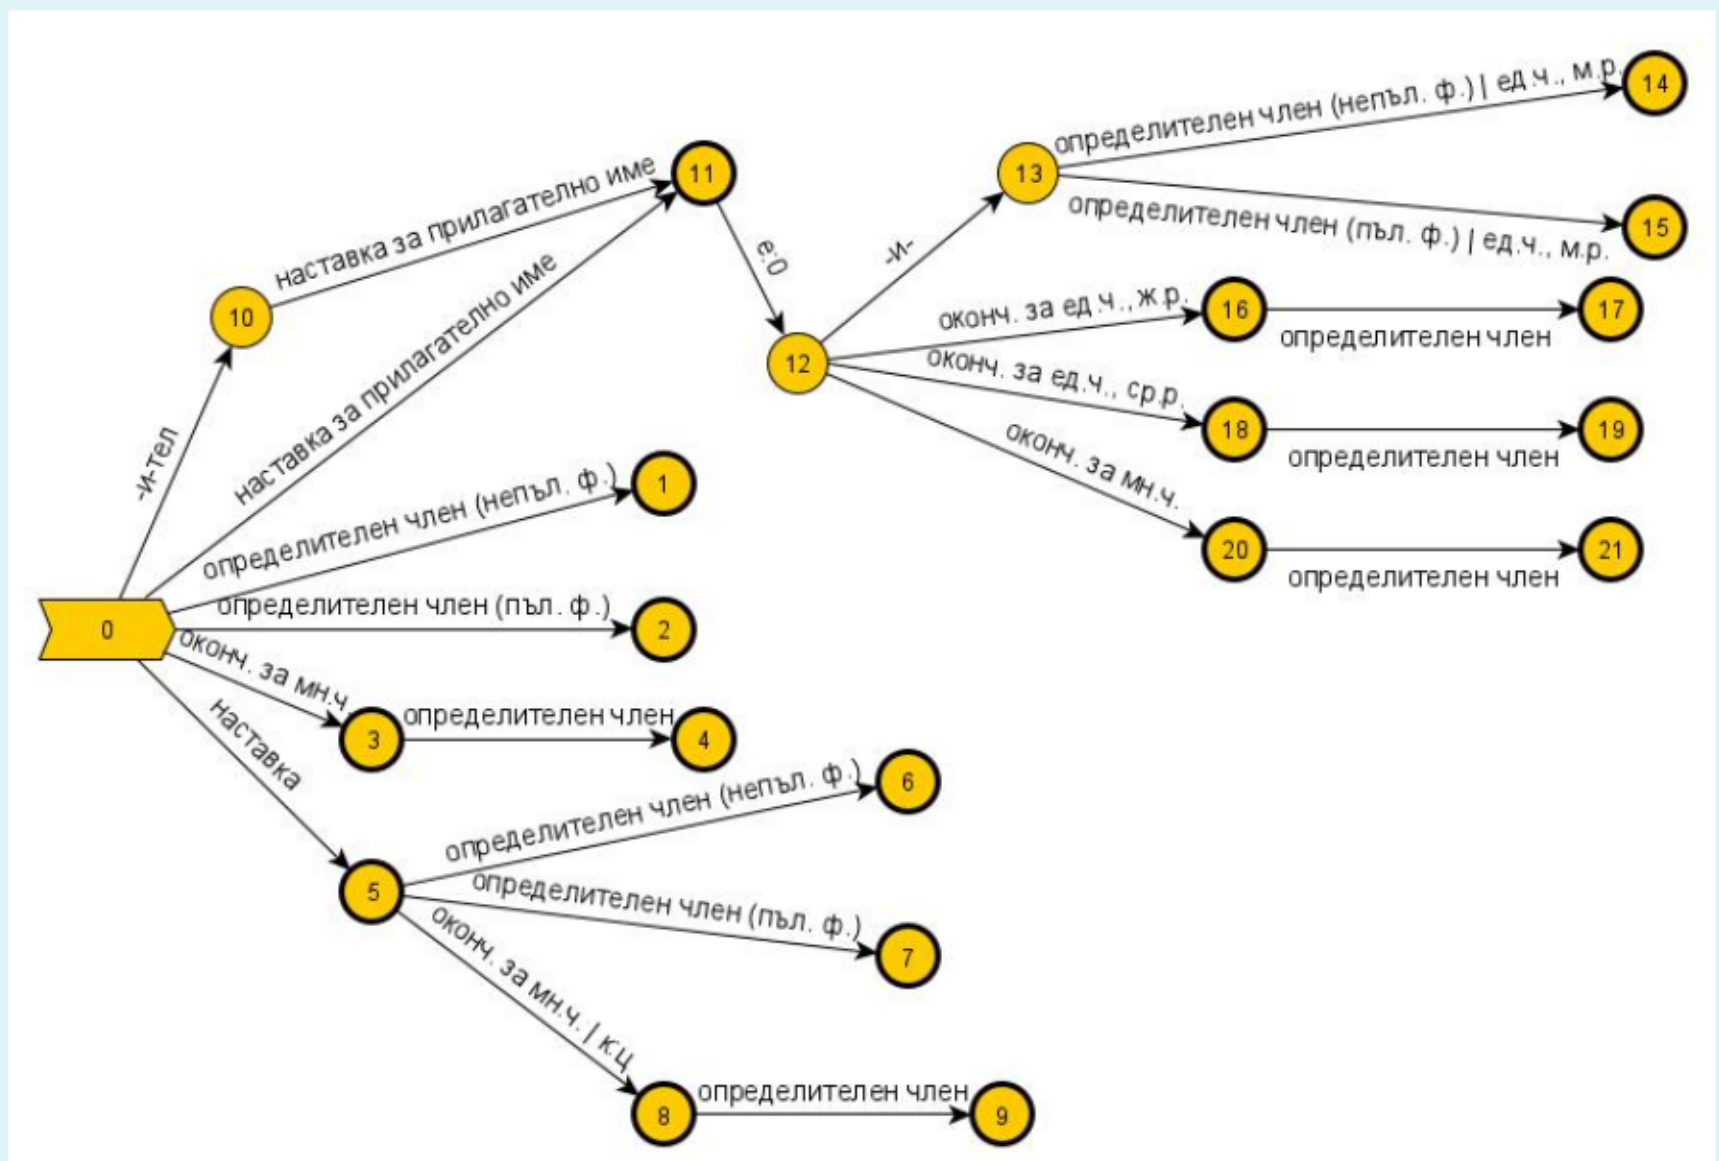 определителен член (непъл. ф.) | ед.ч., м.р.
14
13
определителен член (пъл. ф.) | ед.ч., м.р.
15
11
наставка за прилагателно име
е:0
-и-
10
наставка за прилагателно име
12
оконч. за ед.ч., ж.р.
16
определителен член
17
оконч. за ед.ч., ср.р.
18
определителен член
19
оконч. за мн.ч.
20
определителен член
21
-и-тел
определителен член (непъл. ф.)
1
0
определителен член (пъл. ф.)
2
оконч. за мн.ч.
3
определителен член
4
наставка
5
определителен член (непъл. ф.)
6
определителен член (пъл. ф.)
7
оконч. за мн.ч. | к:ц
8
определителен член
9